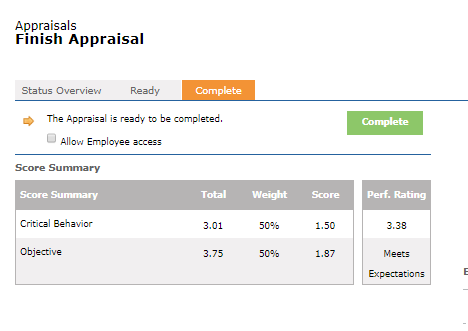 Appraisals
Finish Appraisal
Status Overview Ready Complete
The Appraisal is ready to be completed. Complete
Allow Employee access
Score Summary
Score Summary Total Weight Score Perf. Rating
Critical Behavior 3.01 50% 1.50 3.38
Objective 3.75 50% 1.87 Meets
Expectations